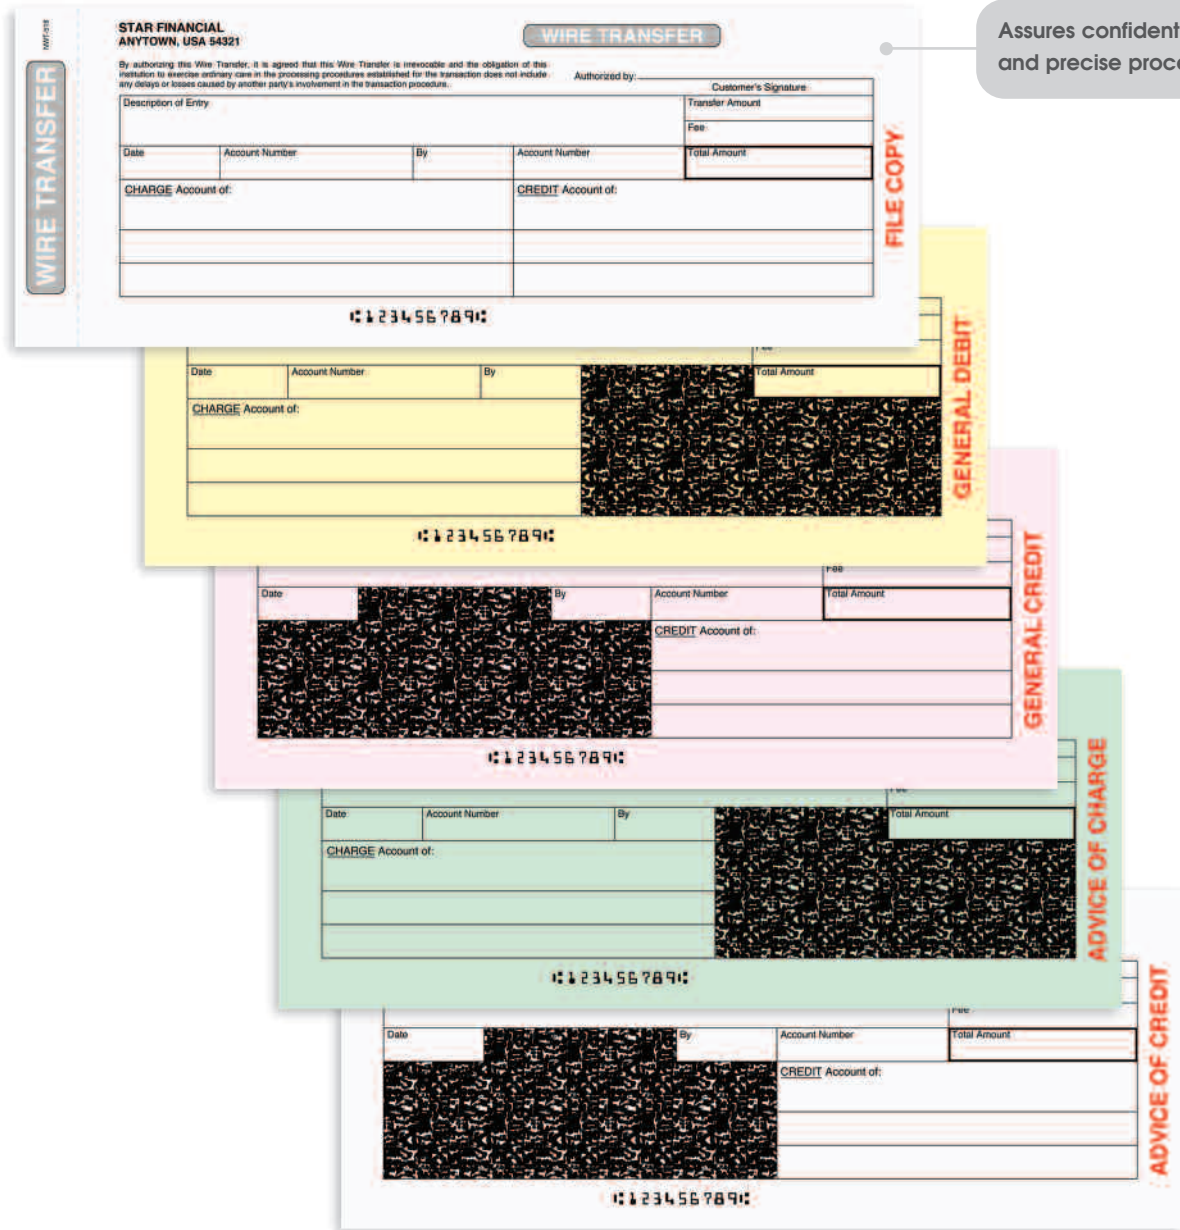 Assures confident
and precise proce
STAR FINANCIAL
ANYTOWN, USA 54321
WIRE TRANSFER
WIRE TRANSFER
By authorizing this Wire Transfer, it is agreed that this Wire Transfer is irrevocable and the obligation of this
institution to exercise ordinary care in the processing procedures established for the transaction does not include
any delays or losses caused by another party's involvement in the transaction procedure.
Authorized by:
Customer's Signature
Description of Entry
Transfer Amount
Fee
Date Account Number By Account Number Total Amount
CHARGE Account of: CREDIT Account of:
FILE COPY
⑆123456789⑆
Fee
Date Account Number By Total Amount
CHARGE Account of:
GENERAL DEBIT
⑆123456789⑆
Fee
Date By Account Number Total Amount
CREDIT Account of:
GENERAL CREDIT
⑆123456789⑆
Fee
Date Account Number By Total Amount
CHARGE Account of:
ADVICE OF CHARGE
⑆123456789⑆
Fee
Date By Account Number Total Amount
CREDIT Account of:
ADVICE OF CREDIT
⑆123456789⑆